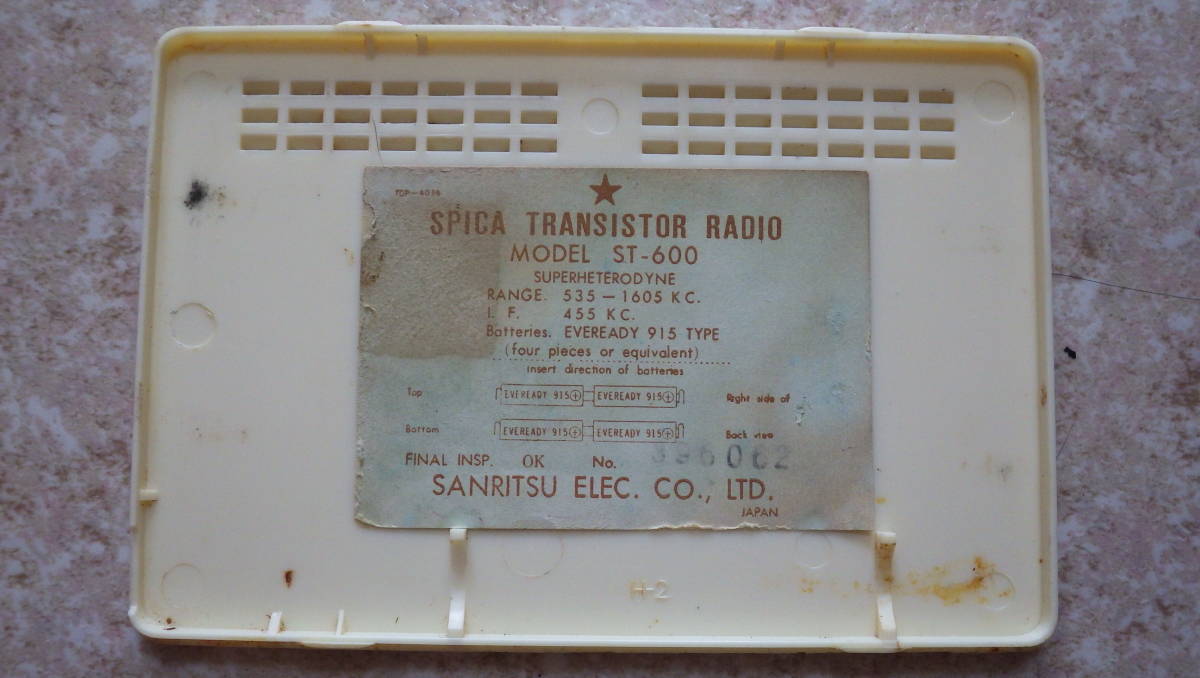 SPICA TRANSISTOR RADIO
MODEL ST-600
SUPERHETERODYNE
RANGE. 535 — 1605 KC.
I. F. 455 KC.
Batteries. EVEREADY 915 TYPE
(four pieces or equivalent)
insert direction of batteries
Top EVEREADY 915 + EVEREADY 915 + Right side of
Bottom EVEREADY 915 + EVEREADY 915 + Back view
FINAL INSP. OK No.
SANRITSU ELEC. CO., LTD.
JAPAN
H-2